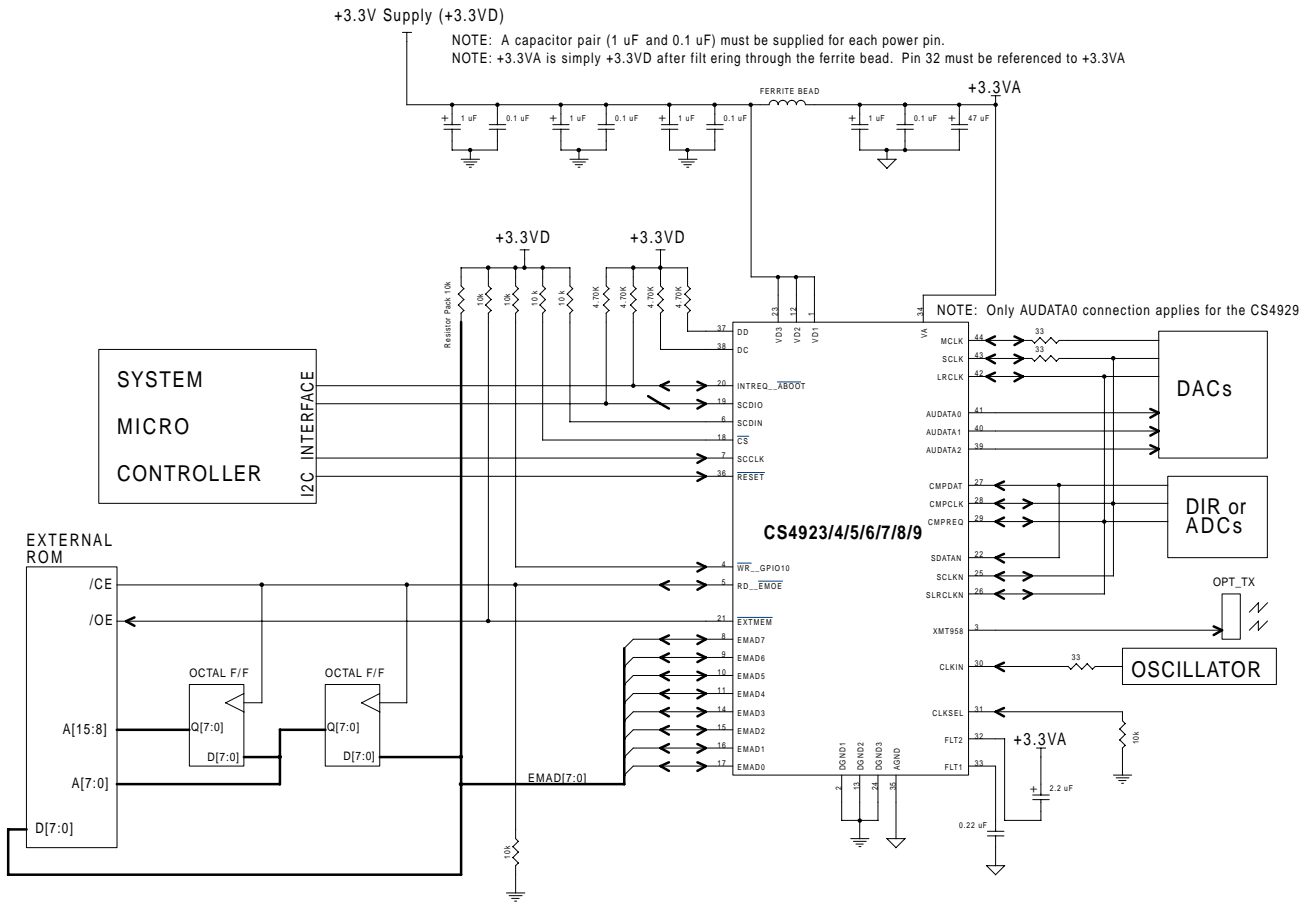 +3.3V Supply (+3.3VD)
NOTE: A capacitor pair (1 uF and 0.1 uF) must be supplied for each power pin.
NOTE: +3.3VA is simply +3.3VD after filt ering through the ferrite bead. Pin 32 must be referenced to +3.3VA
FERRITE BEAD
+3.3VA
+ 1 uF
0.1 uF
+ 1 uF
0.1 uF
+ 1 uF
0.1 uF
+ 1 uF
0.1 uF
+ 47 uF
+3.3VD
+3.3VD
Resistor Pack 10k
10k
10k
10 k
10 k
4.70K
4.70K
4.70K
4.70K
23
12
1
34
VD3
VD2
VD1
VA
NOTE: Only AUDATA0 connection applies for the CS4929
SYSTEM
MICRO
CONTROLLER
I2C INTERFACE
37 DD
38 DC
20 INTREQ__ABOOT
19 SCDIO
6 SCDIN
18 CS
7 SCCLK
36 RESET
4 WR__GPIO10
5 RD__EMOE
21 EXTMEM
8 EMAD7
9 EMAD6
10 EMAD5
11 EMAD4
14 EMAD3
15 EMAD2
16 EMAD1
17 EMAD0
CS4923/4/5/6/7/8/9
MCLK 44
33
SCLK 43
33
LRCLK 42
AUDATA0 41
AUDATA1 40
AUDATA2 39
CMPDAT 27
CMPCLK 28
CMPREQ 29
SDATAN 22
SCLKN 25
SLRCLKN 26
XMT958 3
CLKIN 30
33
CLKSEL 31
FLT2 32
FLT1 33
DACs
DIR or
ADCs
OPT_TX
OSCILLATOR
10k
+3.3VA
+ 2.2 uF
0.22 uF
DGND1
DGND2
DGND3
AGND
2
13
24
35
EXTERNAL
ROM
/CE
/OE
A[15:8]
A[7:0]
D[7:0]
OCTAL F/F
Q[7:0]
D[7:0]
OCTAL F/F
Q[7:0]
D[7:0]
EMAD[7:0]
10k